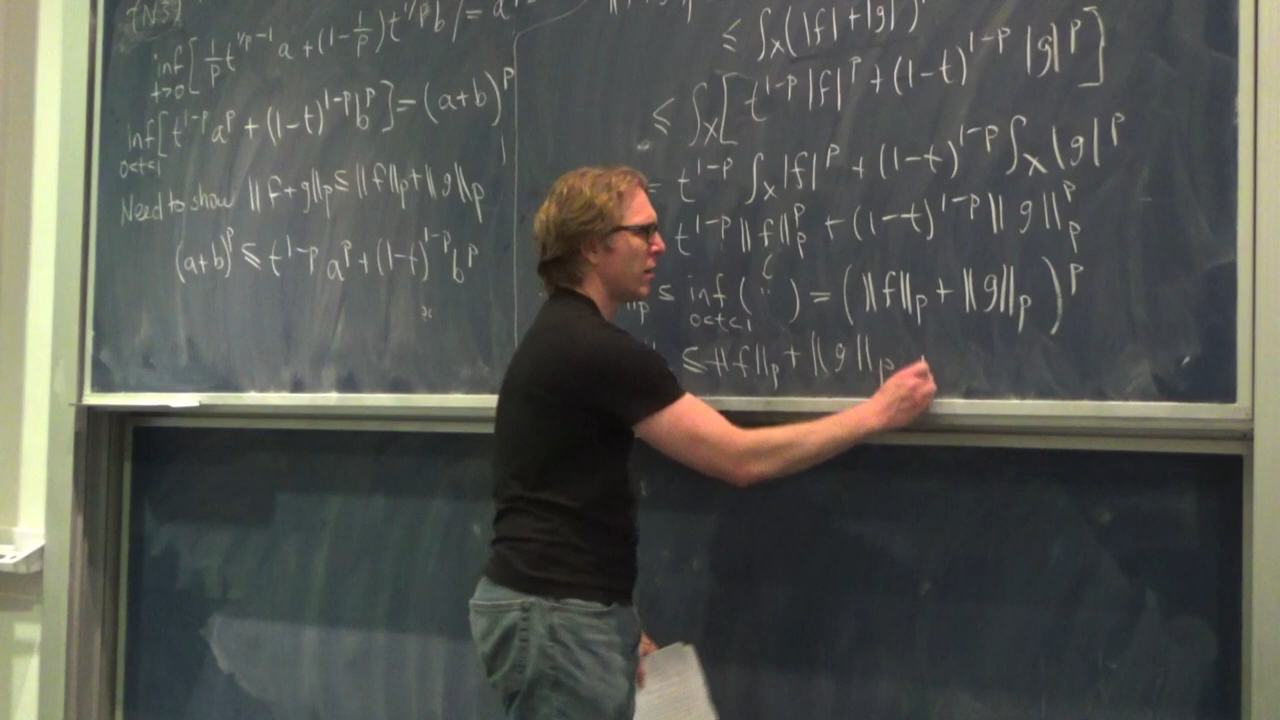 (N3)
inf t>0 [1/p t^{1/p-1} a + (1-1/p) t^{1/p} b] = a
inf 0<t<1 [t^{1-p} a^p + (1-t)^{1-p} b^p] = (a+b)^p
Need to show ||f+g||_p ≤ ||f||_p + ||g||_p
(a+b)^p ≤ t^{1-p} a^p + (1-t)^{1-p} b^p
≤ ∫_X (|f|+|g|)^p
≤ ∫_X [t^{1-p} |f|^p + (1-t)^{1-p} |g|^p]
= t^{1-p} ∫_X |f|^p + (1-t)^{1-p} ∫_X |g|^p
t^{1-p} ||f||_p^p + (1-t)^{1-p} ||g||_p^p
≤ inf 0<t<1 ( " ) = (||f||_p + ||g||_p)^p
≤ ||f||_p + ||g||_p